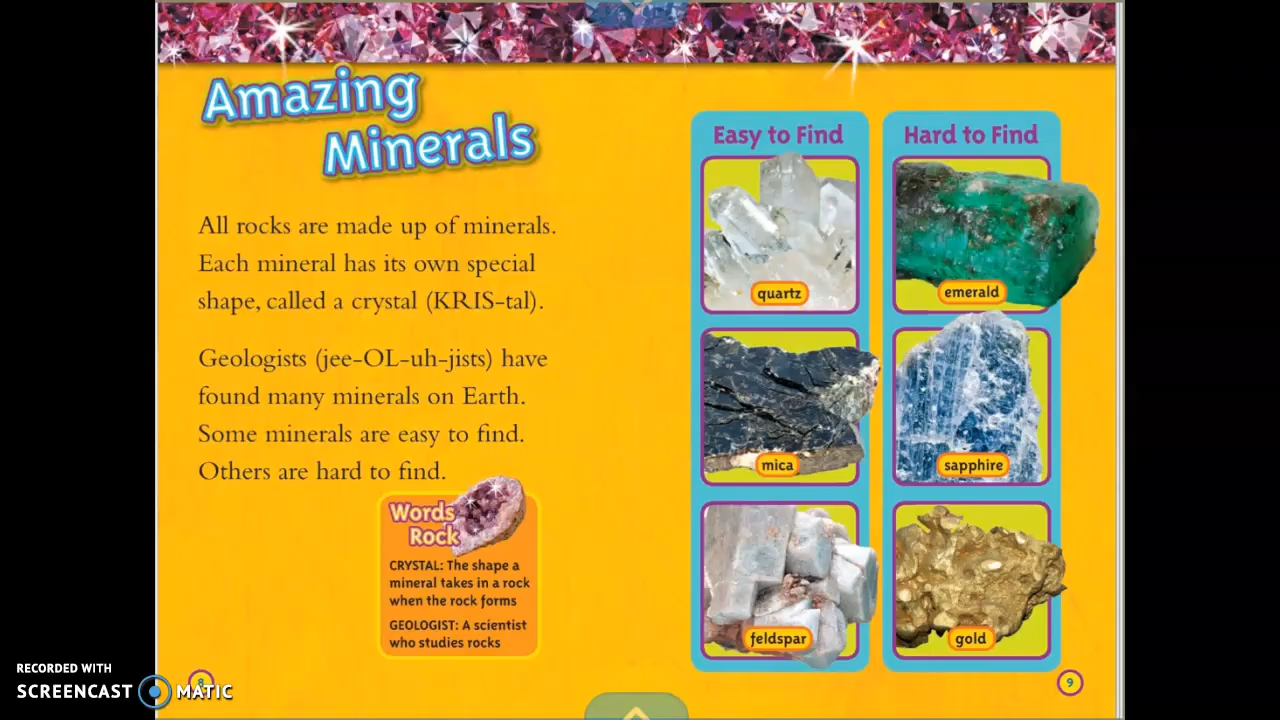 Amazing
Minerals
All rocks are made up of minerals.
Each mineral has its own special
shape, called a crystal (KRIS-tal).
Geologists (jee-OL-uh-jists) have
found many minerals on Earth.
Some minerals are easy to find.
Others are hard to find.
Words
Rock
CRYSTAL: The shape a
mineral takes in a rock
when the rock forms
GEOLOGIST: A scientist
who studies rocks
8
Easy to Find
quartz
mica
feldspar
Hard to Find
emerald
sapphire
gold
9
RECORDED WITH
SCREENCAST MATIC